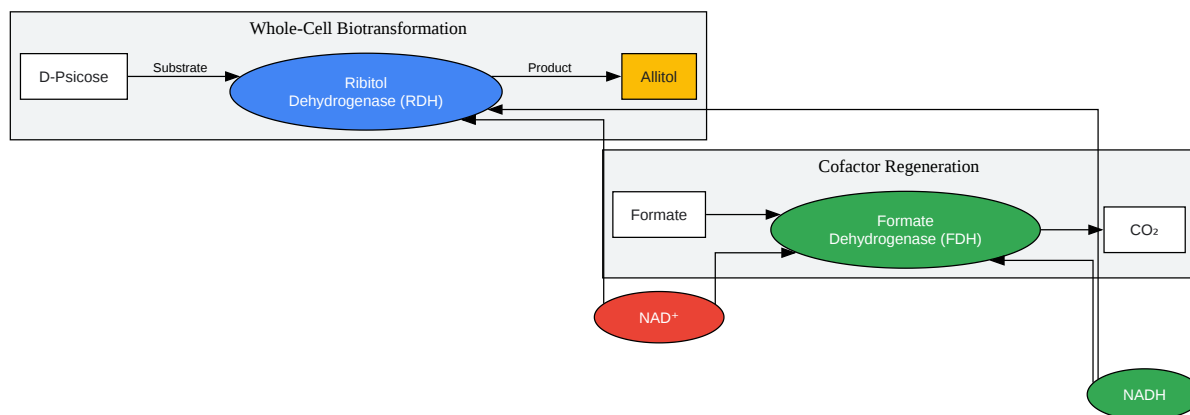 Whole-Cell Biotransformation
D-Psicose
Substrate
Ribitol
Dehydrogenase (RDH)
Product
Allitol
Cofactor Regeneration
Formate
Formate
Dehydrogenase (FDH)
CO₂
NAD⁺
NADH